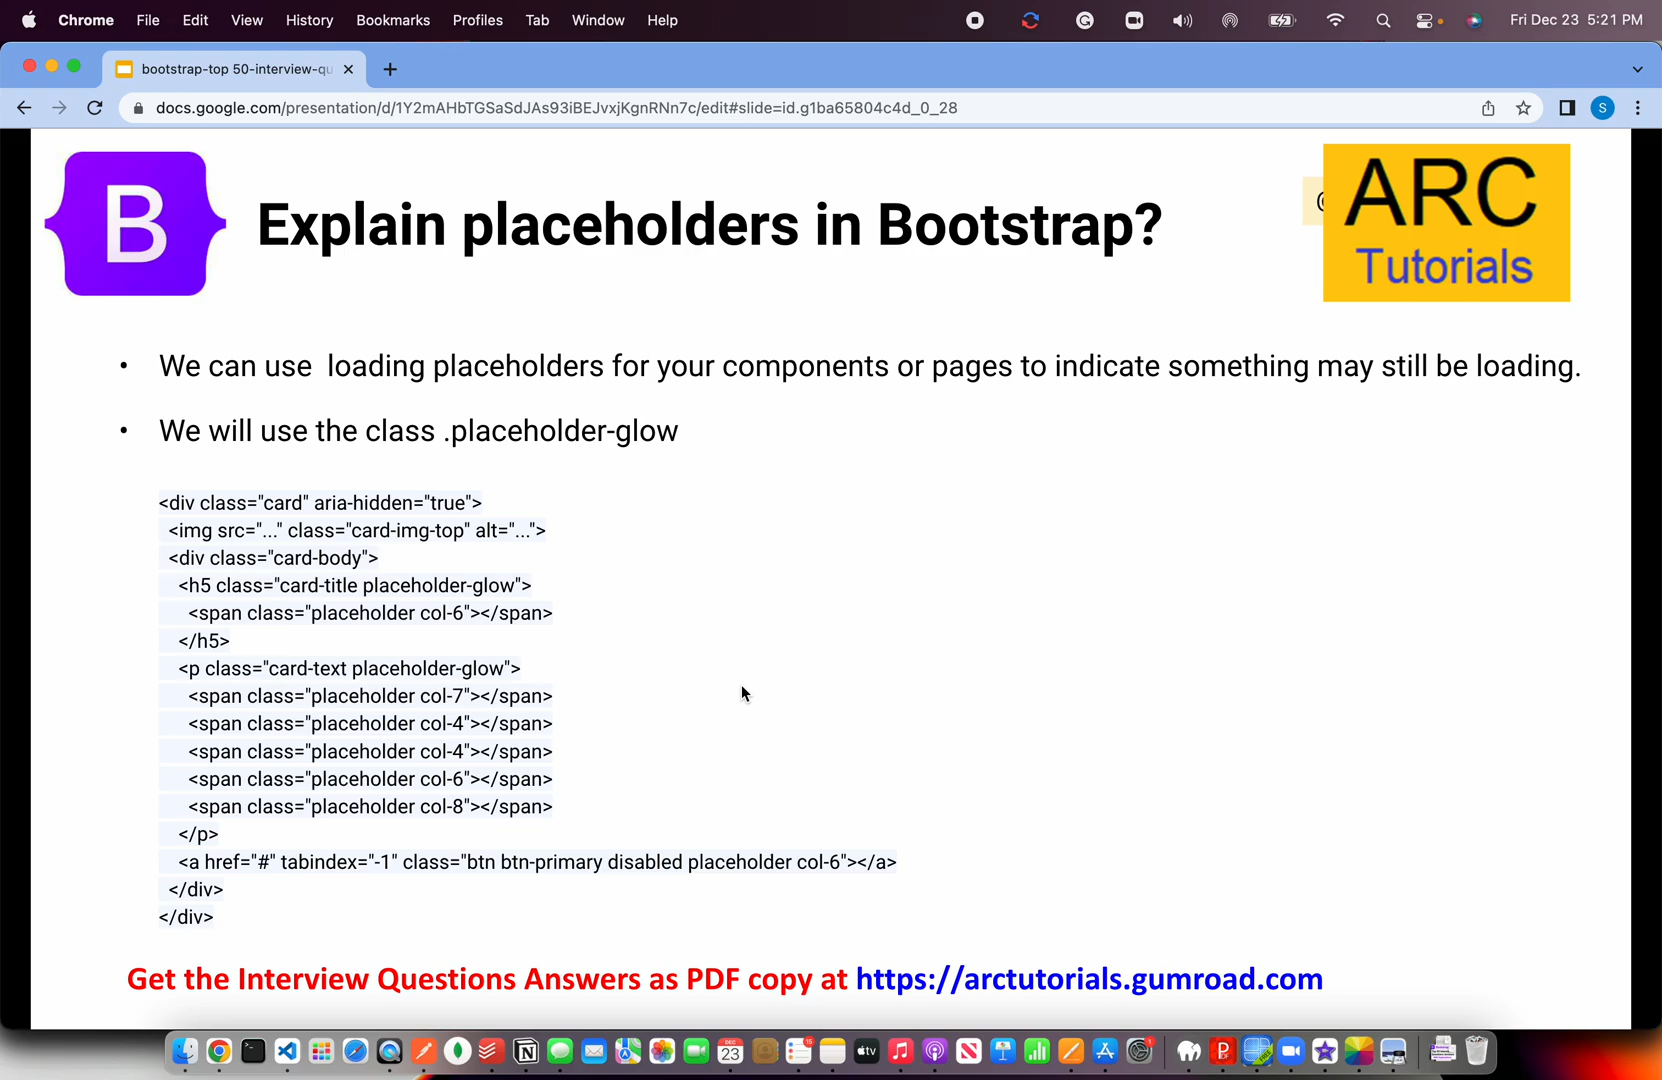 Chrome File Edit View History Bookmarks Profiles Tab Window Help Fri Dec 23 5:21 PM
bootstrap-top 50-interview-qu
docs.google.com/presentation/d/1Y2mAHbTGSaSdJAs93iBEJvxjKgnRNn7c/edit#slide=id.g1ba65804c4d_0_28 S
B
Explain placeholders in Bootstrap?
ARC
Tutorials
• We can use  loading placeholders for your components or pages to indicate something may still be loading.
• We will use the class .placeholder-glow
<div class="card" aria-hidden="true">
<img src="..." class="card-img-top" alt="...">
<div class="card-body">
<h5 class="card-title placeholder-glow">
<span class="placeholder col-6"></span>
</h5>
<p class="card-text placeholder-glow">
<span class="placeholder col-7"></span>
<span class="placeholder col-4"></span>
<span class="placeholder col-4"></span>
<span class="placeholder col-6"></span>
<span class="placeholder col-8"></span>
</p>
<a href="#" tabindex="-1" class="btn btn-primary disabled placeholder col-6"></a>
</div>
</div>
Get the Interview Questions Answers as PDF copy at https://arctutorials.gumroad.com
DEC
23
tv